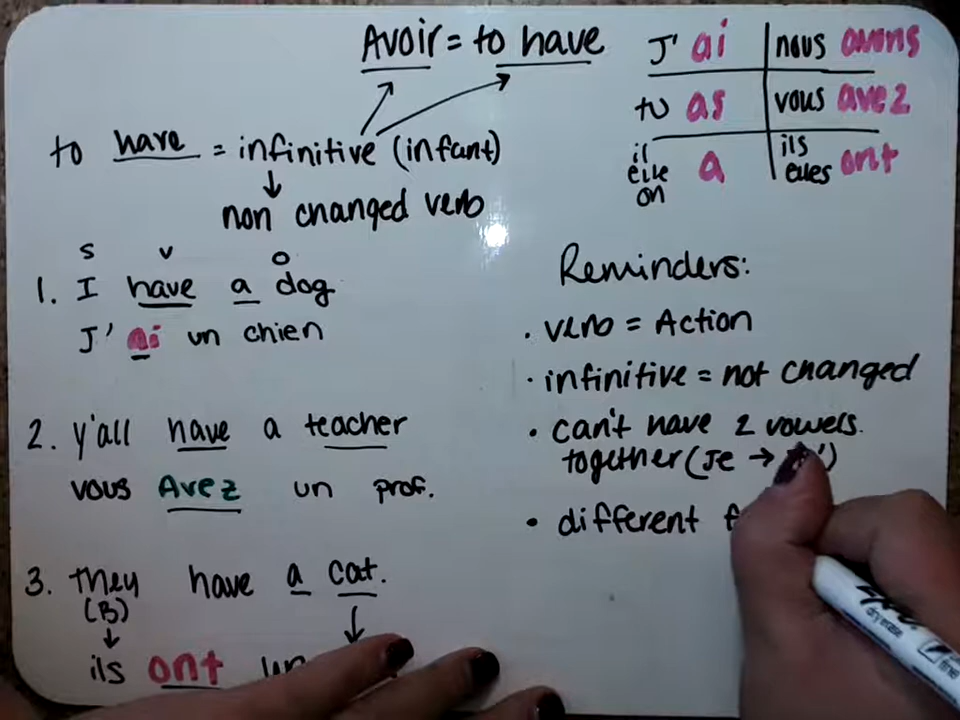 Avoir = to have
to have = infinitive (infant)
non changed verb
J' ai
nous avons
tu as
vous avez
il
elle
on
a
ils
elles
ont
S V O
1. I have a dog
J' ai un chien
2. y'all have a teacher
vous Avez un prof.
3. they have a cat.
(B)
ils ont un
Reminders:
• verb = Action
• infinitive = not changed
• can't have 2 vowels
together (Je →
• different